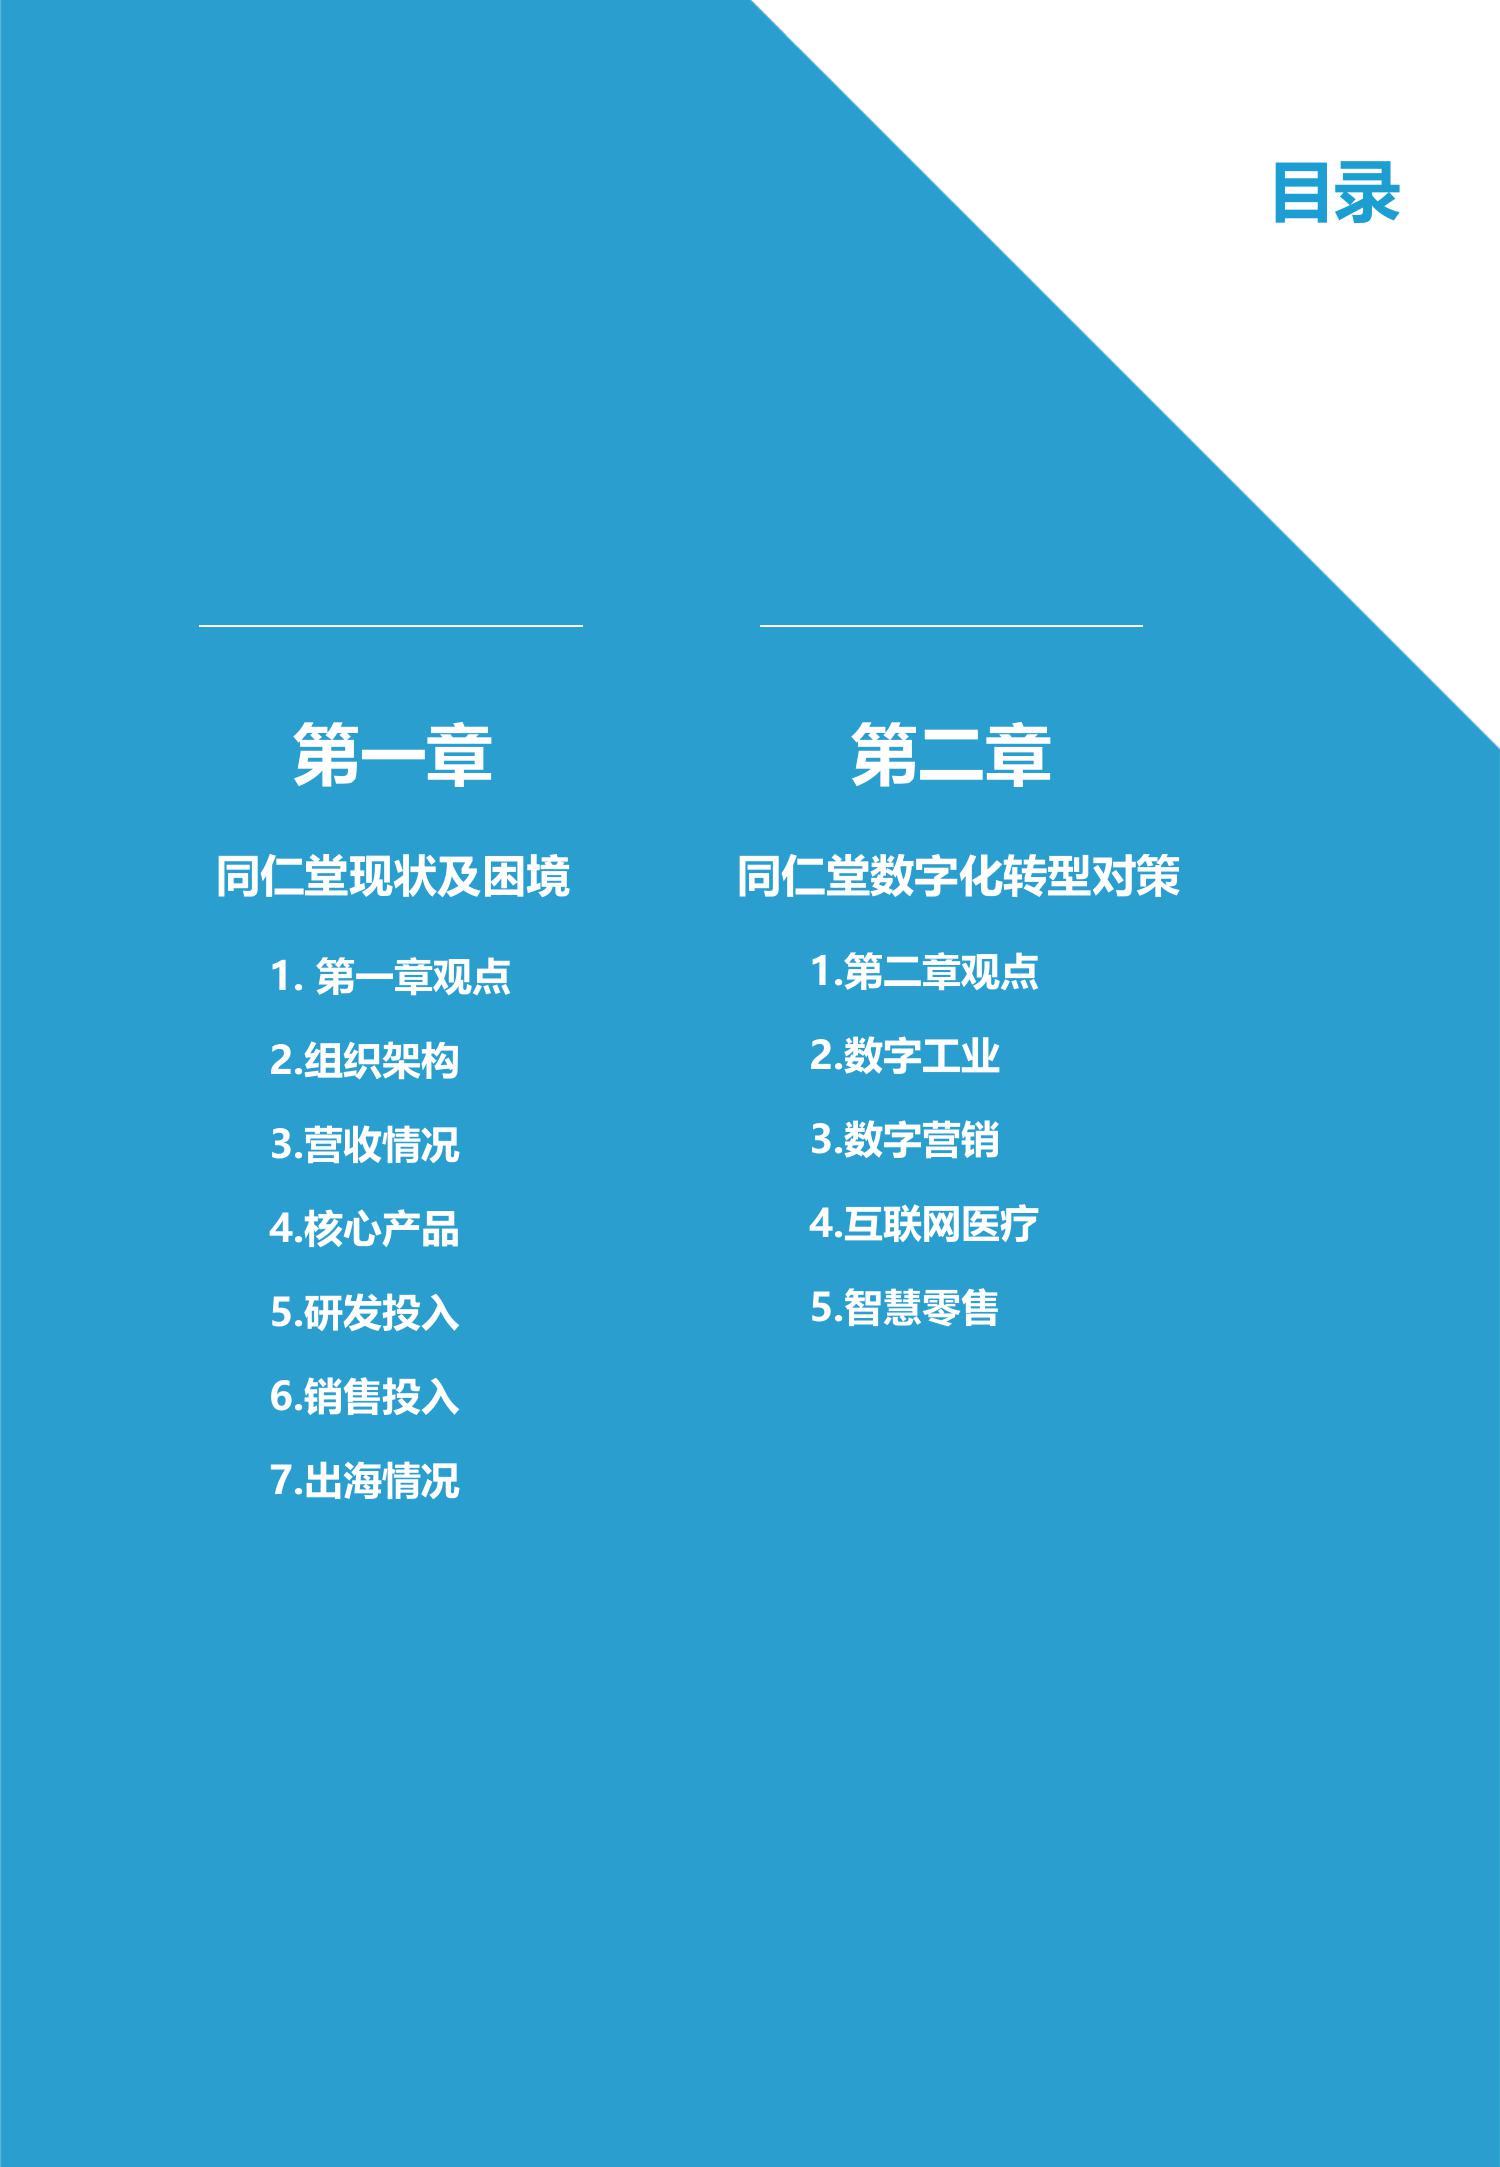 目录
第一章
同仁堂现状及困境
1. 第一章观点
2.组织架构
3.营收情况
4.核心产品
5.研发投入
6.销售投入
7.出海情况
第二章
同仁堂数字化转型对策
1.第二章观点
2.数字工业
3.数字营销
4.互联网医疗
5.智慧零售